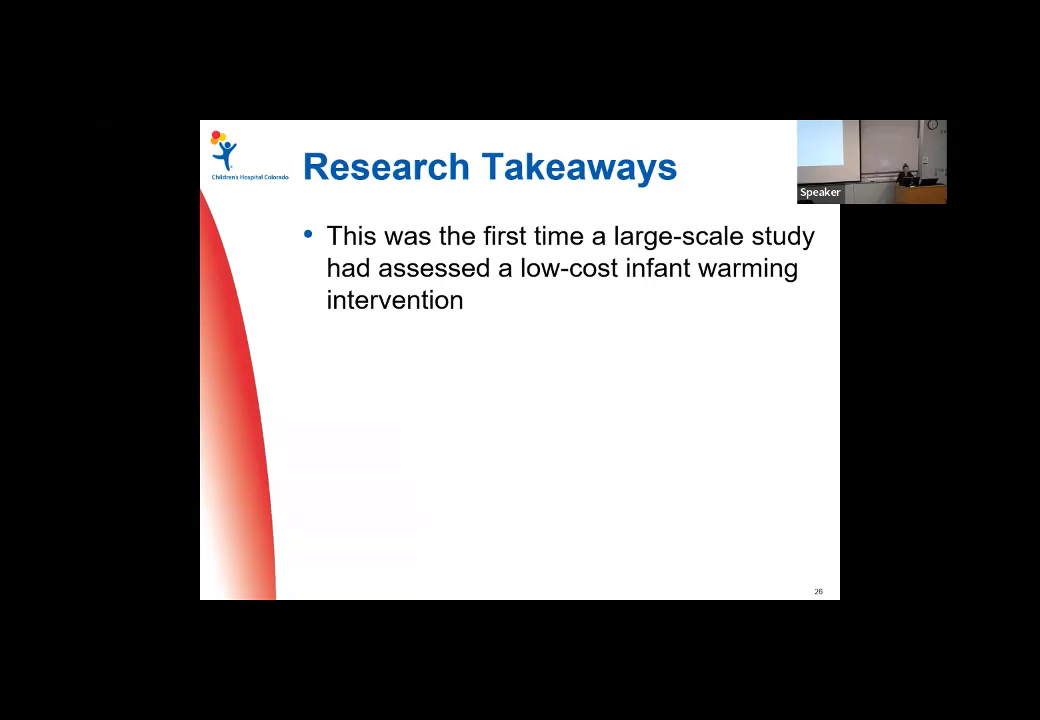 Children's Hospital Colorado
Research Takeaways
Speaker
• This was the first time a large-scale study
had assessed a low-cost infant warming
intervention
26